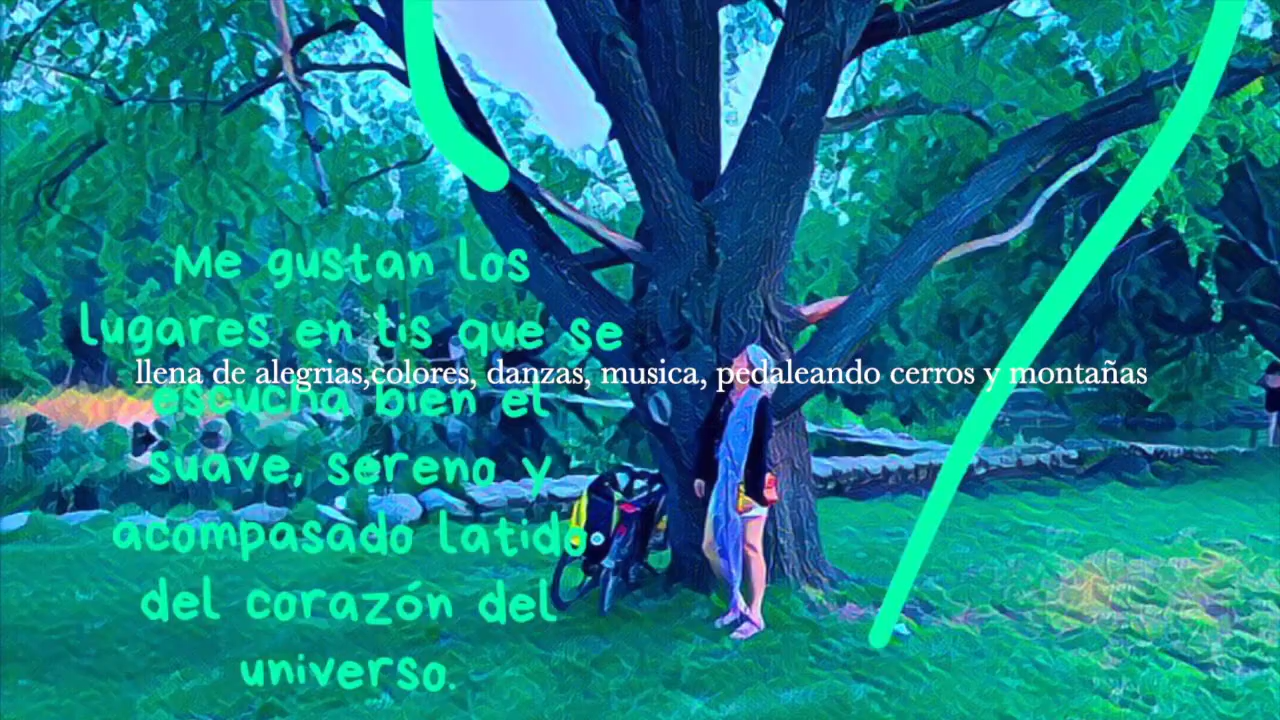 Me gustan los
lugares en tis que se
llena de alegrias,colores, danzas, musica, pedaleando cerros y montañas
escucha bien el
suave, sereno y
acompasado latido
del corazón del
universo.